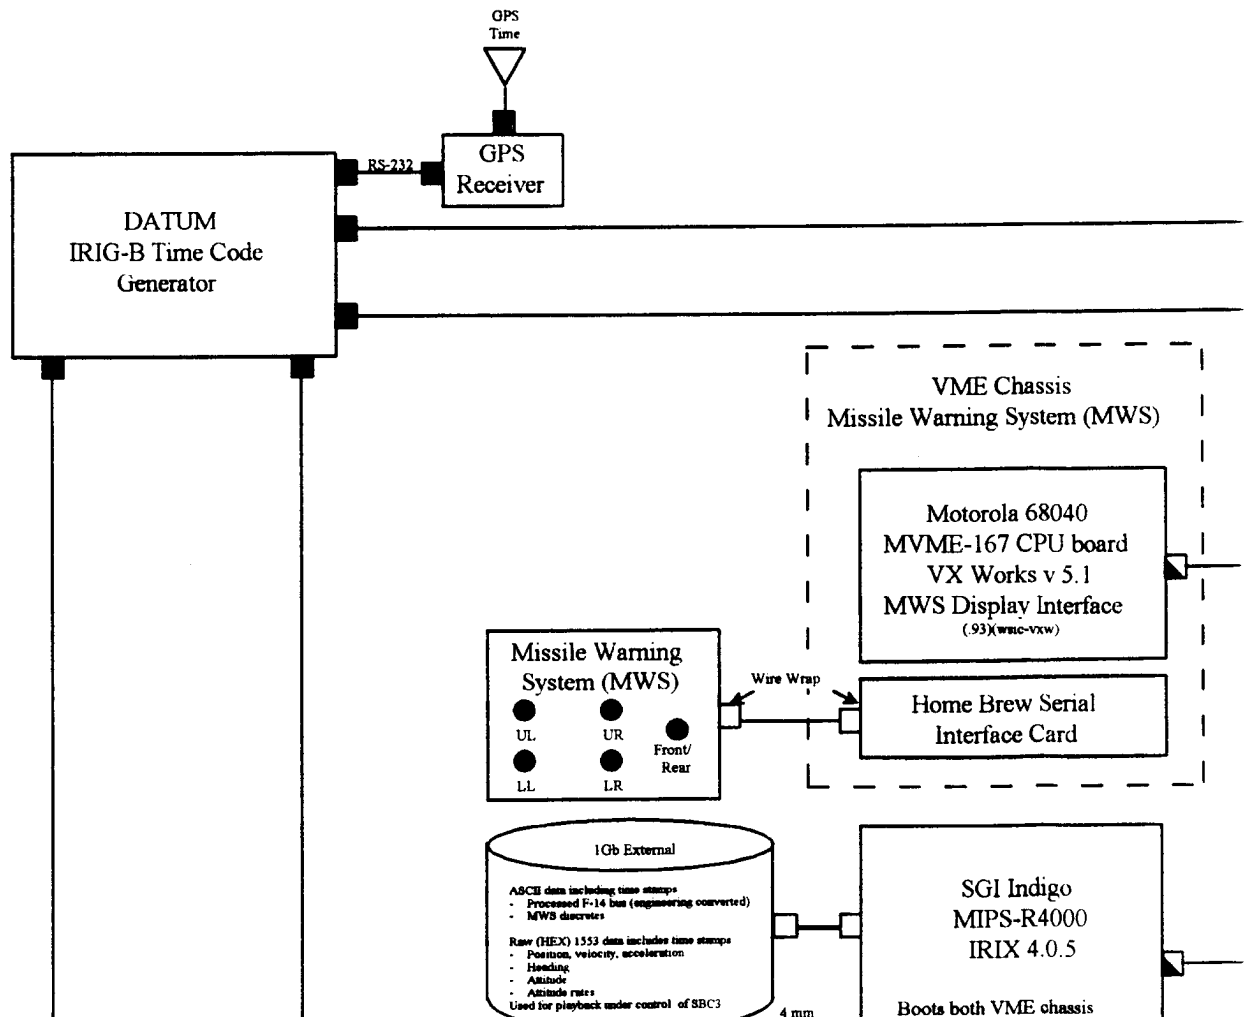 GPS
Time
GPS
Receiver
RS-232
DATUM
IRIG-B Time Code
Generator
VME Chassis
Missile Warning System (MWS)
Motorola 68040
MVME-167 CPU board
VX Works v 5.1
MWS Display Interface
(.93)(wsic-vxw)
Missile Warning
System (MWS)
UL
UR
Front/
Rear
LL
LR
Wire Wrap
Home Brew Serial
Interface Card
1Gb External
ASCII data including time stamps
- Processed F-14 bus (engineering converted)
- MWS discretes
Raw (HEX) 1553 data includes time stamps
- Position, velocity, acceleration
- Heading
- Attitude
- Attitude rates
Used for playback under control of SBC3
4 mm
SGI Indigo
MIPS-R4000
IRIX 4.0.5
Boots both VME chassis